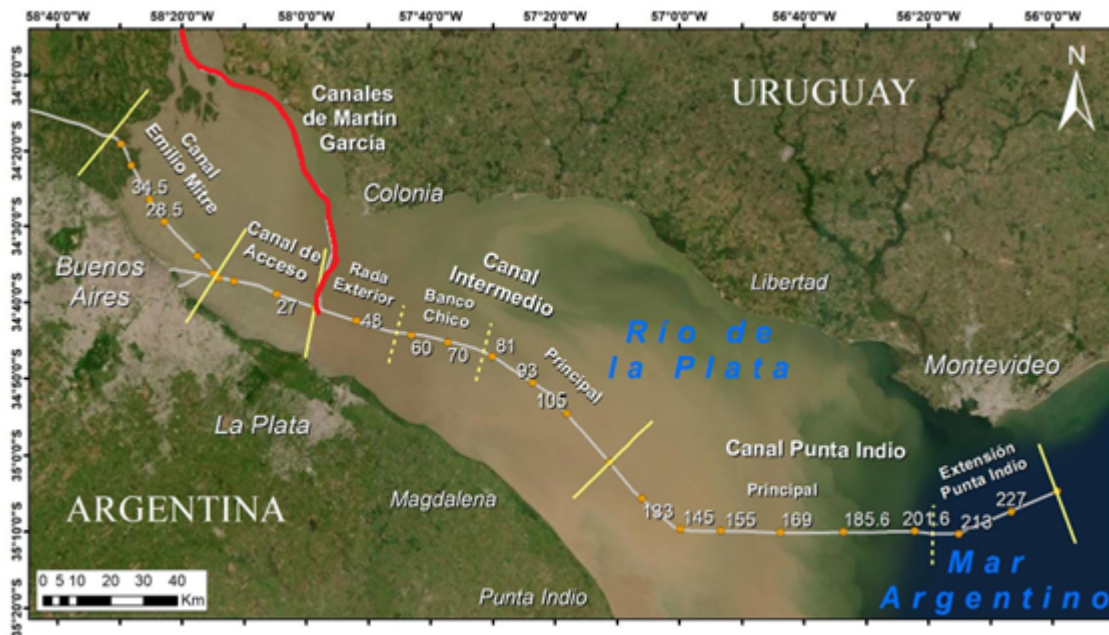 58°40'0"W 58°20'0"W 58°0'0"W 57°40'0"W 57°20'0"W 57°0'0"W 56°40'0"W 56°20'0"W 56°0'0"W
34°10'0"S
34°20'0"S
34°30'0"S
34°40'0"S
34°50'0"S
35°0'0"S
35°10'0"S
35°20'0"S
N
URUGUAY
Canales
de Martín
García
Canal
Emilio Mitre
34.5
28.5
Colonia
Buenos
Aires
Canal de
Acceso
27
Rada
Exterior
48
Canal
Intermedio
Banco
Chico
60
70
81
93
105
Principal
Libertad
Río de
la Plata
Montevideo
La Plata
Canal Punta Indio
Principal
Extensión
Punta Indio
133
145
155
169
185.6
201.6
213
227
Magdalena
ARGENTINA
Punta Indio
Mar
Argentino
0 5 10 20 30 40
Km